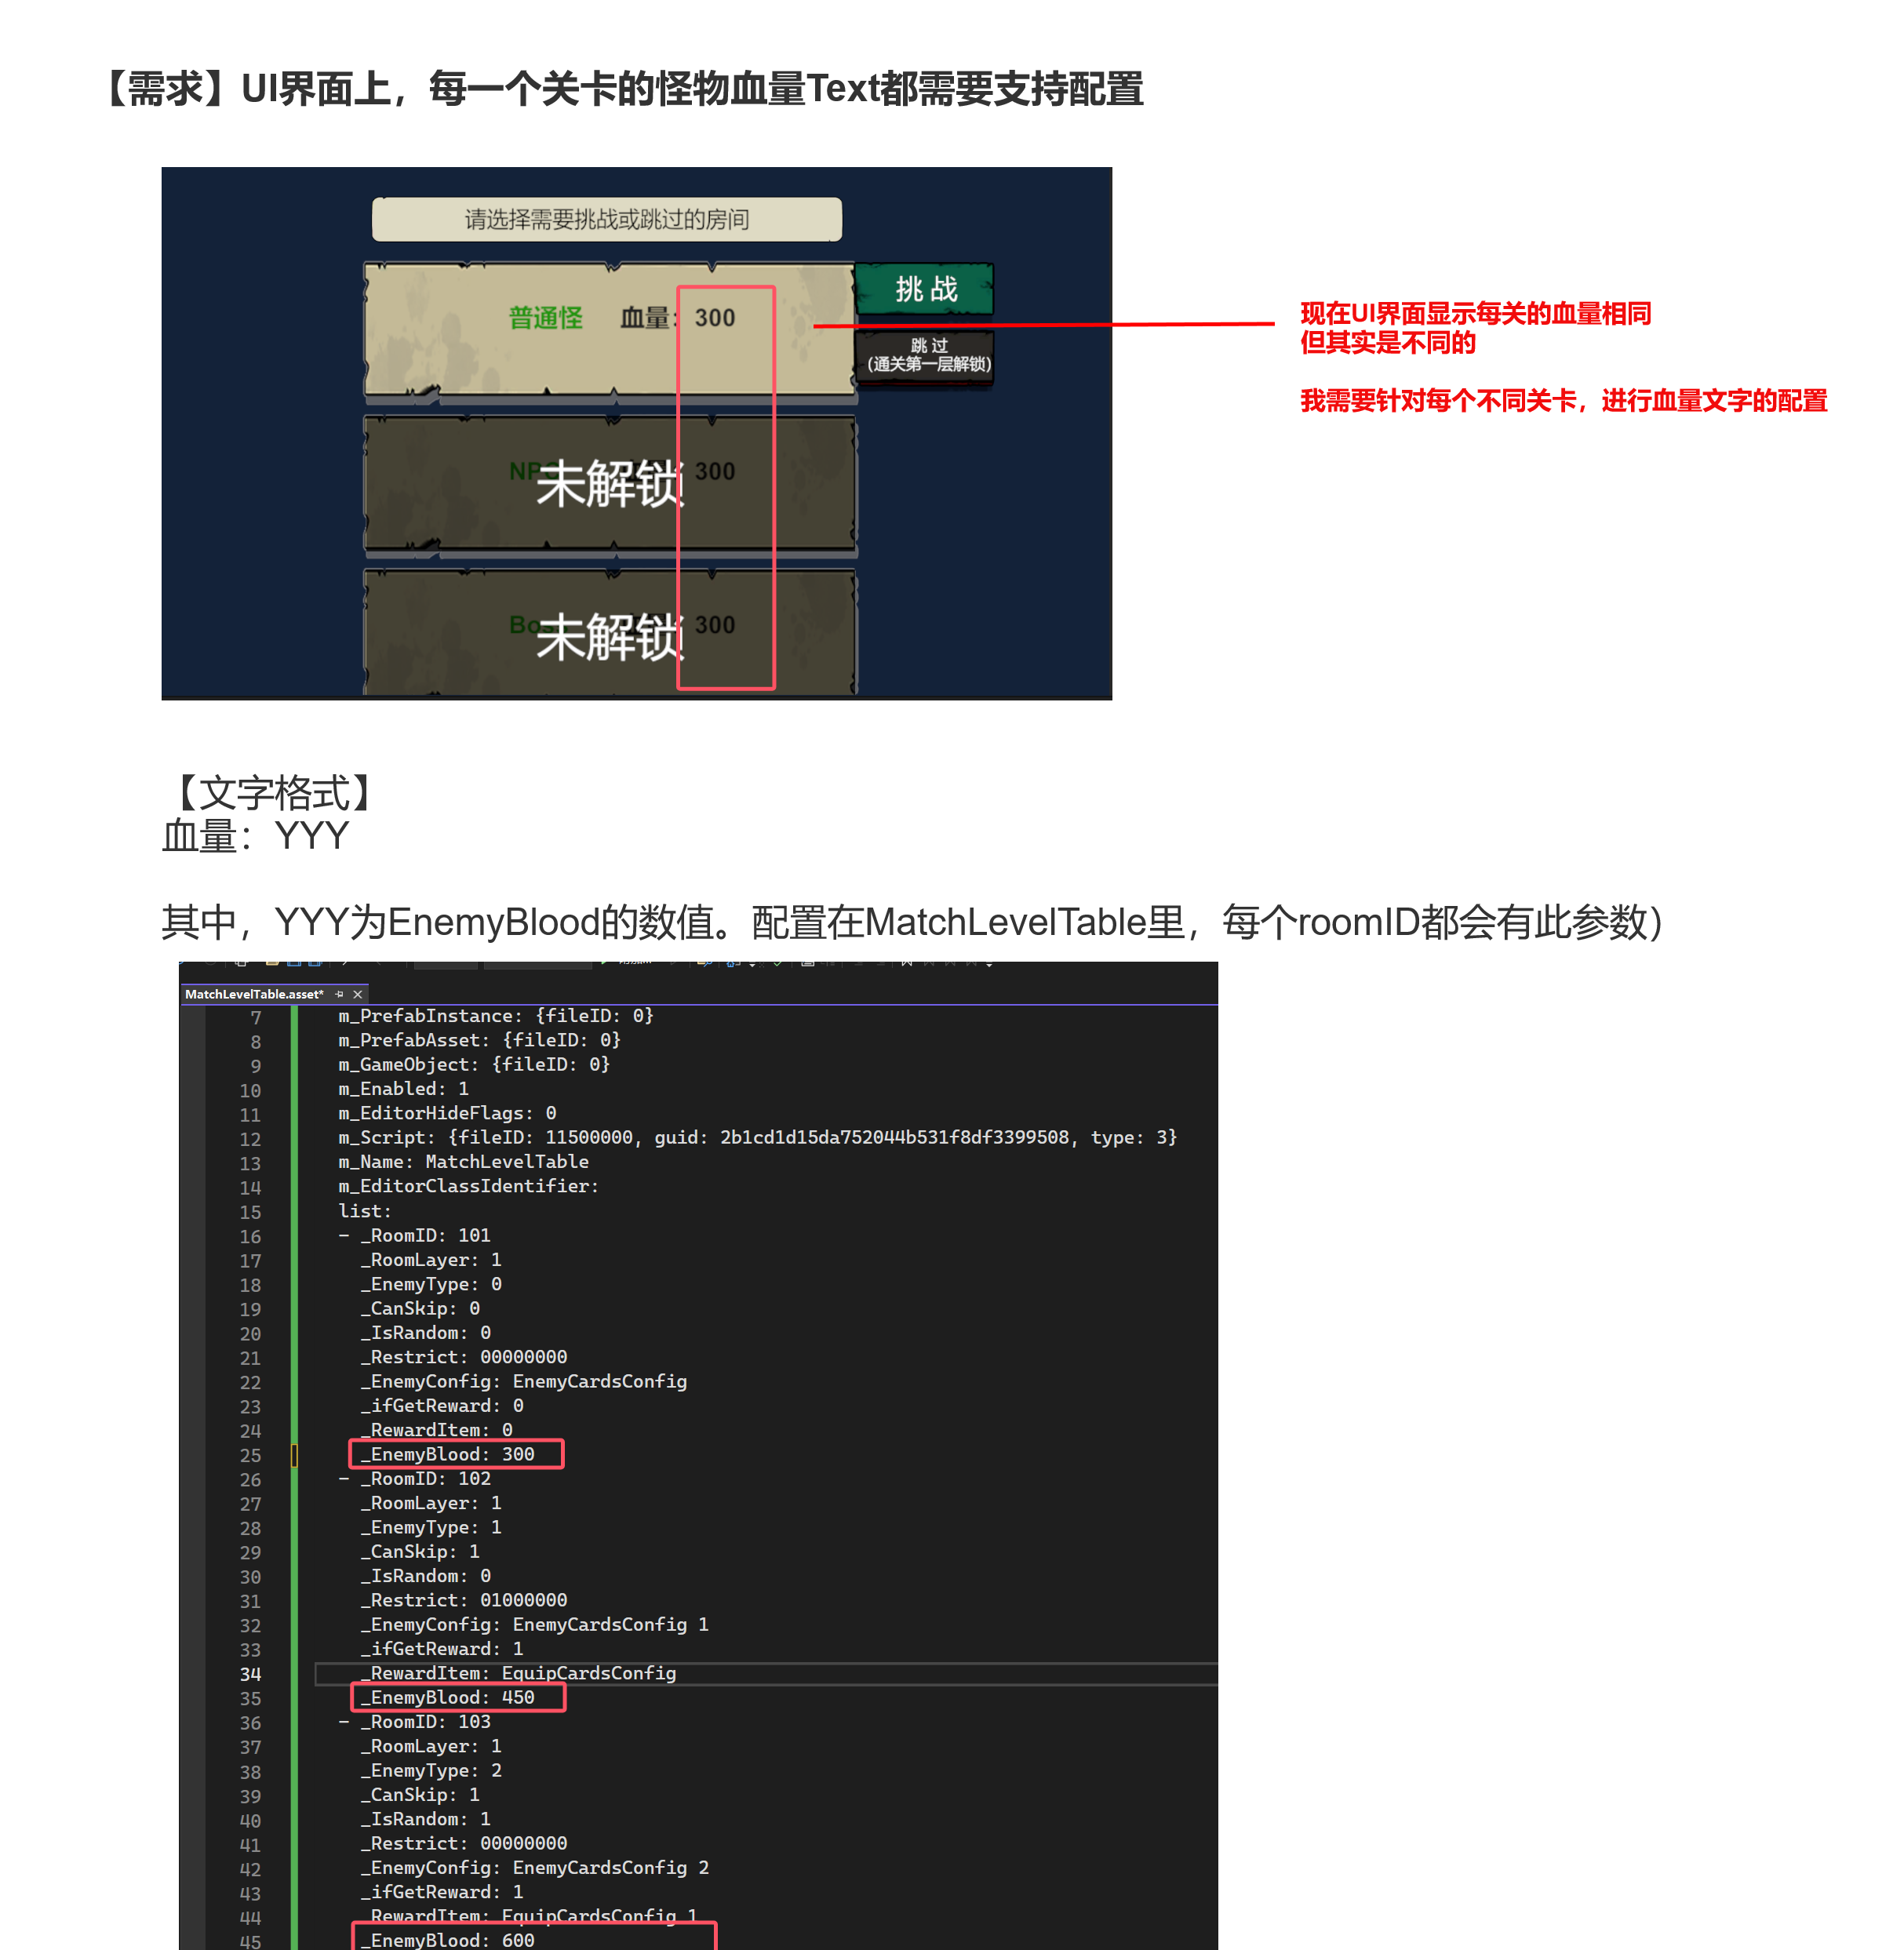 【需求】UI界面上，每一个关卡的怪物血量Text都需要支持配置
请选择需要挑战或跳过的房间
普通怪 血量：300
挑 战
跳 过
（通关第一层解锁）
现在UI界面显示每关的血量相同
但其实是不同的
我需要针对每个不同关卡，进行血量文字的配置
300
未解锁
300
未解锁
【文字格式】
血量：YYY
其中，YYY为EnemyBlood的数值。配置在MatchLevelTable里，每个roomID都会有此参数）
MatchLevelTable.asset*
7 m_PrefabInstance: {fileID: 0}
8 m_PrefabAsset: {fileID: 0}
9 m_GameObject: {fileID: 0}
10 m_Enabled: 1
11 m_EditorHideFlags: 0
12 m_Script: {fileID: 11500000, guid: 2b1cd1d15da752044b531f8df3399508, type: 3}
13 m_Name: MatchLevelTable
14 m_EditorClassIdentifier:
15 list:
16 - _RoomID: 101
17 _RoomLayer: 1
18 _EnemyType: 0
19 _CanSkip: 0
20 _IsRandom: 0
21 _Restrict: 00000000
22 _EnemyConfig: EnemyCardsConfig
23 _ifGetReward: 0
24 _RewardItem: 0
25 _EnemyBlood: 300
26 - _RoomID: 102
27 _RoomLayer: 1
28 _EnemyType: 1
29 _CanSkip: 1
30 _IsRandom: 0
31 _Restrict: 01000000
32 _EnemyConfig: EnemyCardsConfig 1
33 _ifGetReward: 1
34 _RewardItem: EquipCardsConfig
35 _EnemyBlood: 450
36 - _RoomID: 103
37 _RoomLayer: 1
38 _EnemyType: 2
39 _CanSkip: 1
40 _IsRandom: 1
41 _Restrict: 00000000
42 _EnemyConfig: EnemyCardsConfig 2
43 _ifGetReward: 1
44 _RewardItem: EquipCardsConfig 1
45 _EnemyBlood: 600